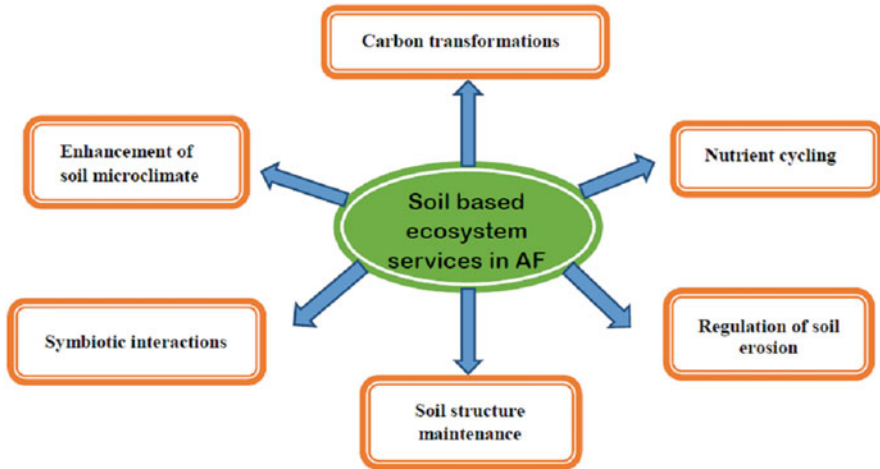 Carbon transformations
Enhancement of
soil microclimate
Nutrient cycling
Soil based
ecosystem
services in AF
Symbiotic interactions
Regulation of soil
erosion
Soil structure
maintenance